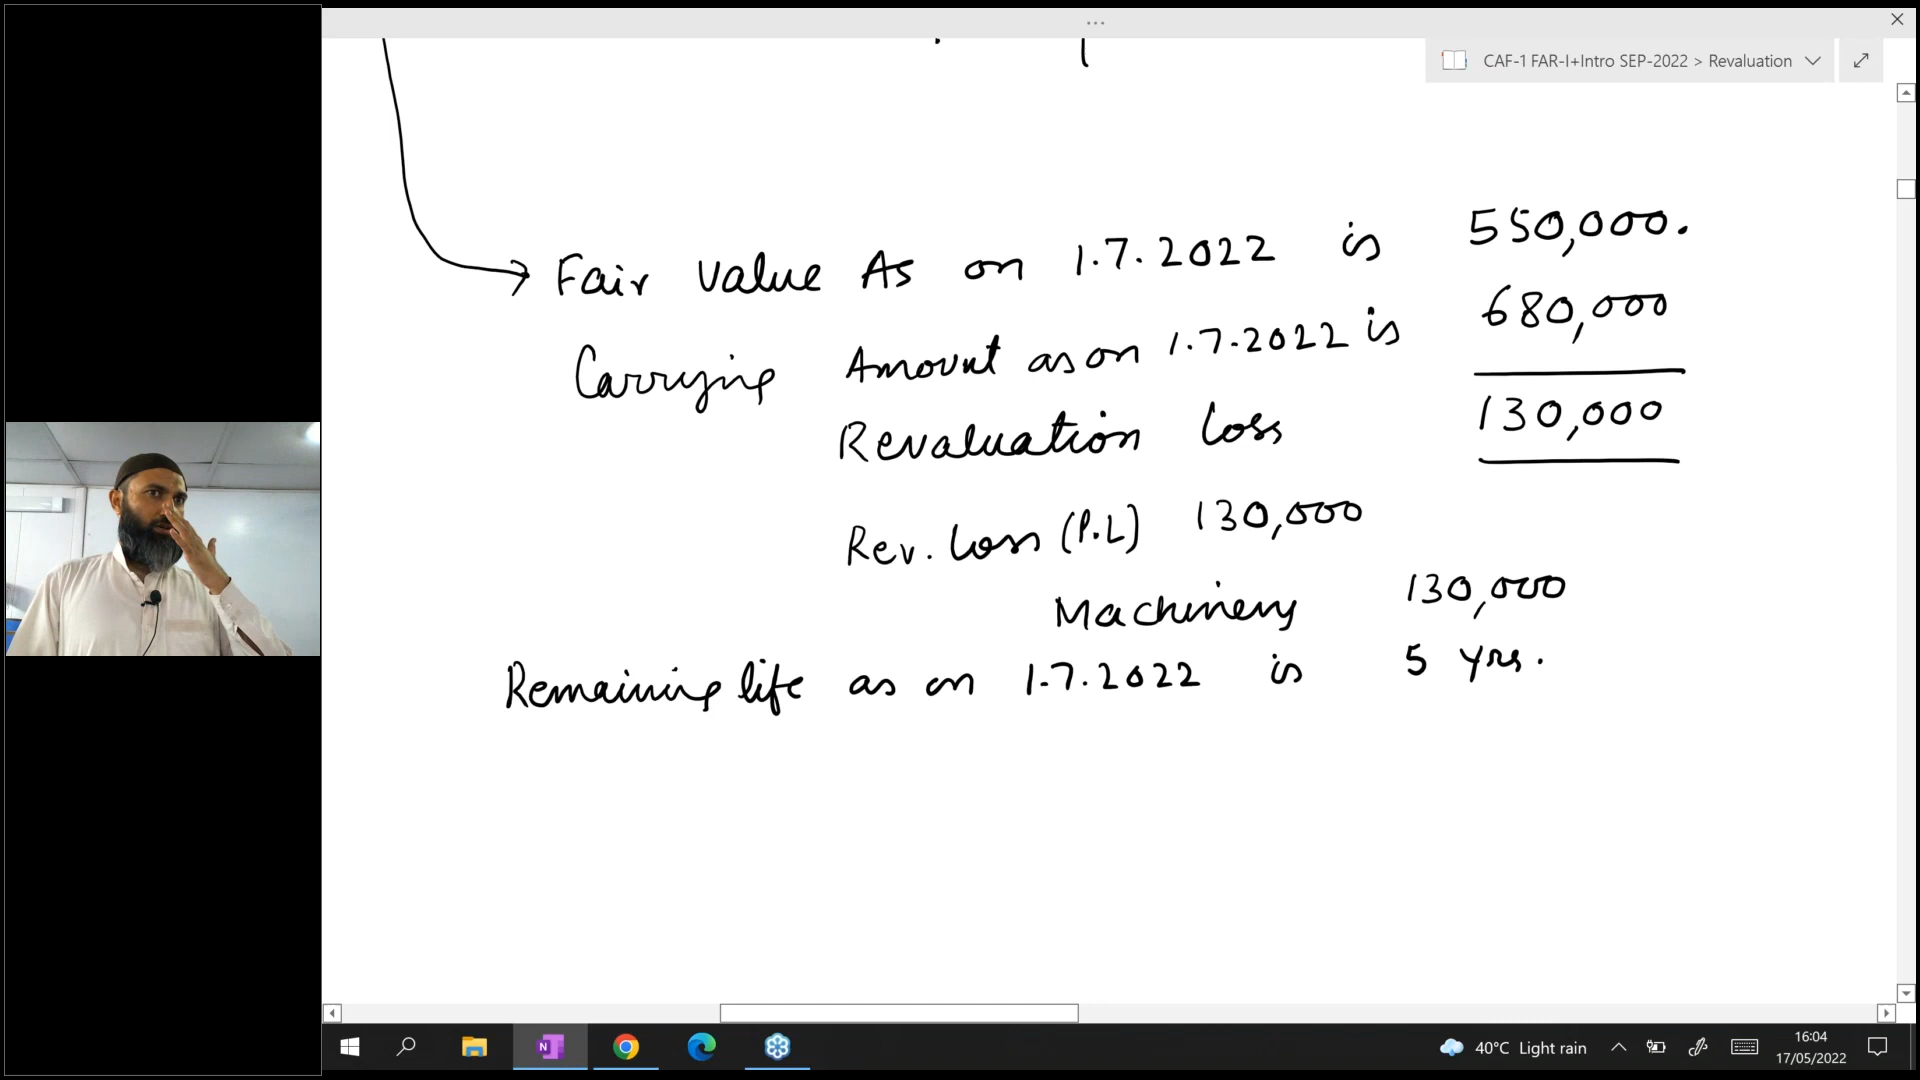 CAF-1 FAR-I+Intro SEP-2022 > Revaluation
Fair Value As on 1.7.2022 is 550,000.
Carrying Amount as on 1.7.2022 is 680,000
Revaluation Loss 130,000
Rev. Loss (P.L) 130,000
Machinery 130,000
Remaining life as on 1.7.2022 is 5 yrs.
40°C Light rain
16:04
17/05/2022